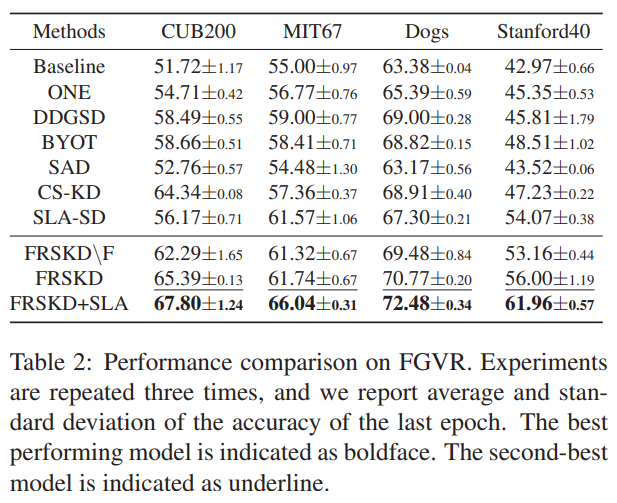 Methods CUB200 MIT67 Dogs Stanford40
Baseline 51.72±1.17 55.00±0.97 63.38±0.04 42.97±0.66
ONE 54.71±0.42 56.77±0.76 65.39±0.59 45.35±0.53
DDGSD 58.49±0.55 59.00±0.77 69.00±0.28 45.81±1.79
BYOT 58.66±0.51 58.41±0.71 68.82±0.15 48.51±1.02
SAD 52.76±0.57 54.48±1.30 63.17±0.56 43.52±0.06
CS-KD 64.34±0.08 57.36±0.37 68.91±0.40 47.23±0.22
SLA-SD 56.17±0.71 61.57±1.06 67.30±0.21 54.07±0.38
FRSKD\F 62.29±1.65 61.32±0.67 69.48±0.84 53.16±0.44
FRSKD 65.39±0.13 61.74±0.67 70.77±0.20 56.00±1.19
FRSKD+SLA 67.80±1.24 66.04±0.31 72.48±0.34 61.96±0.57
Table 2: Performance comparison on FGVR. Experiments
are repeated three times, and we report average and stan-
dard deviation of the accuracy of the last epoch. The best
performing model is indicated as boldface. The second-best
model is indicated as underline.